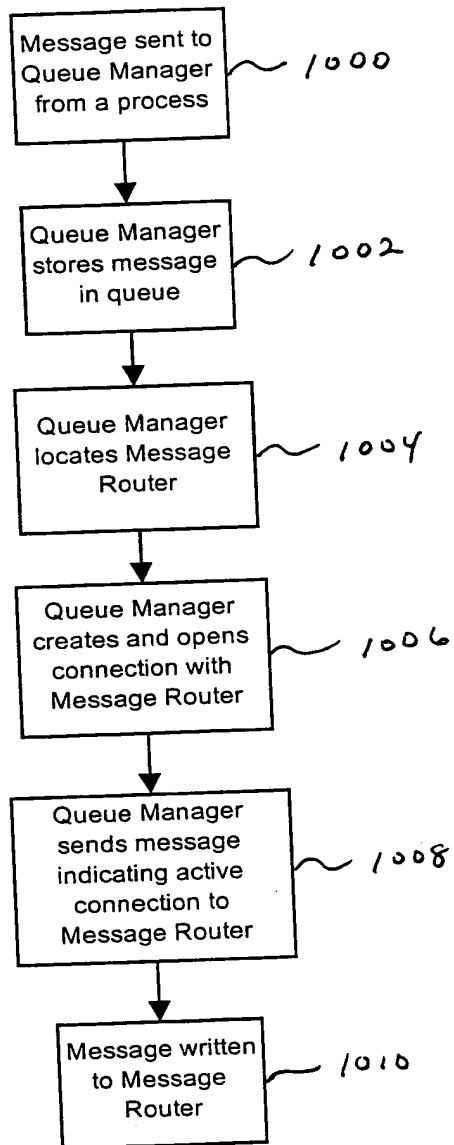 Message sent to
Queue Manager
from a process
1000
Queue Manager
stores message
in queue
1002
Queue Manager
locates Message
Router
1004
Queue Manager
creates and opens
connection with
Message Router
1006
Queue Manager
sends message
indicating active
connection to
Message Router
1008
Message written
to Message
Router
1010